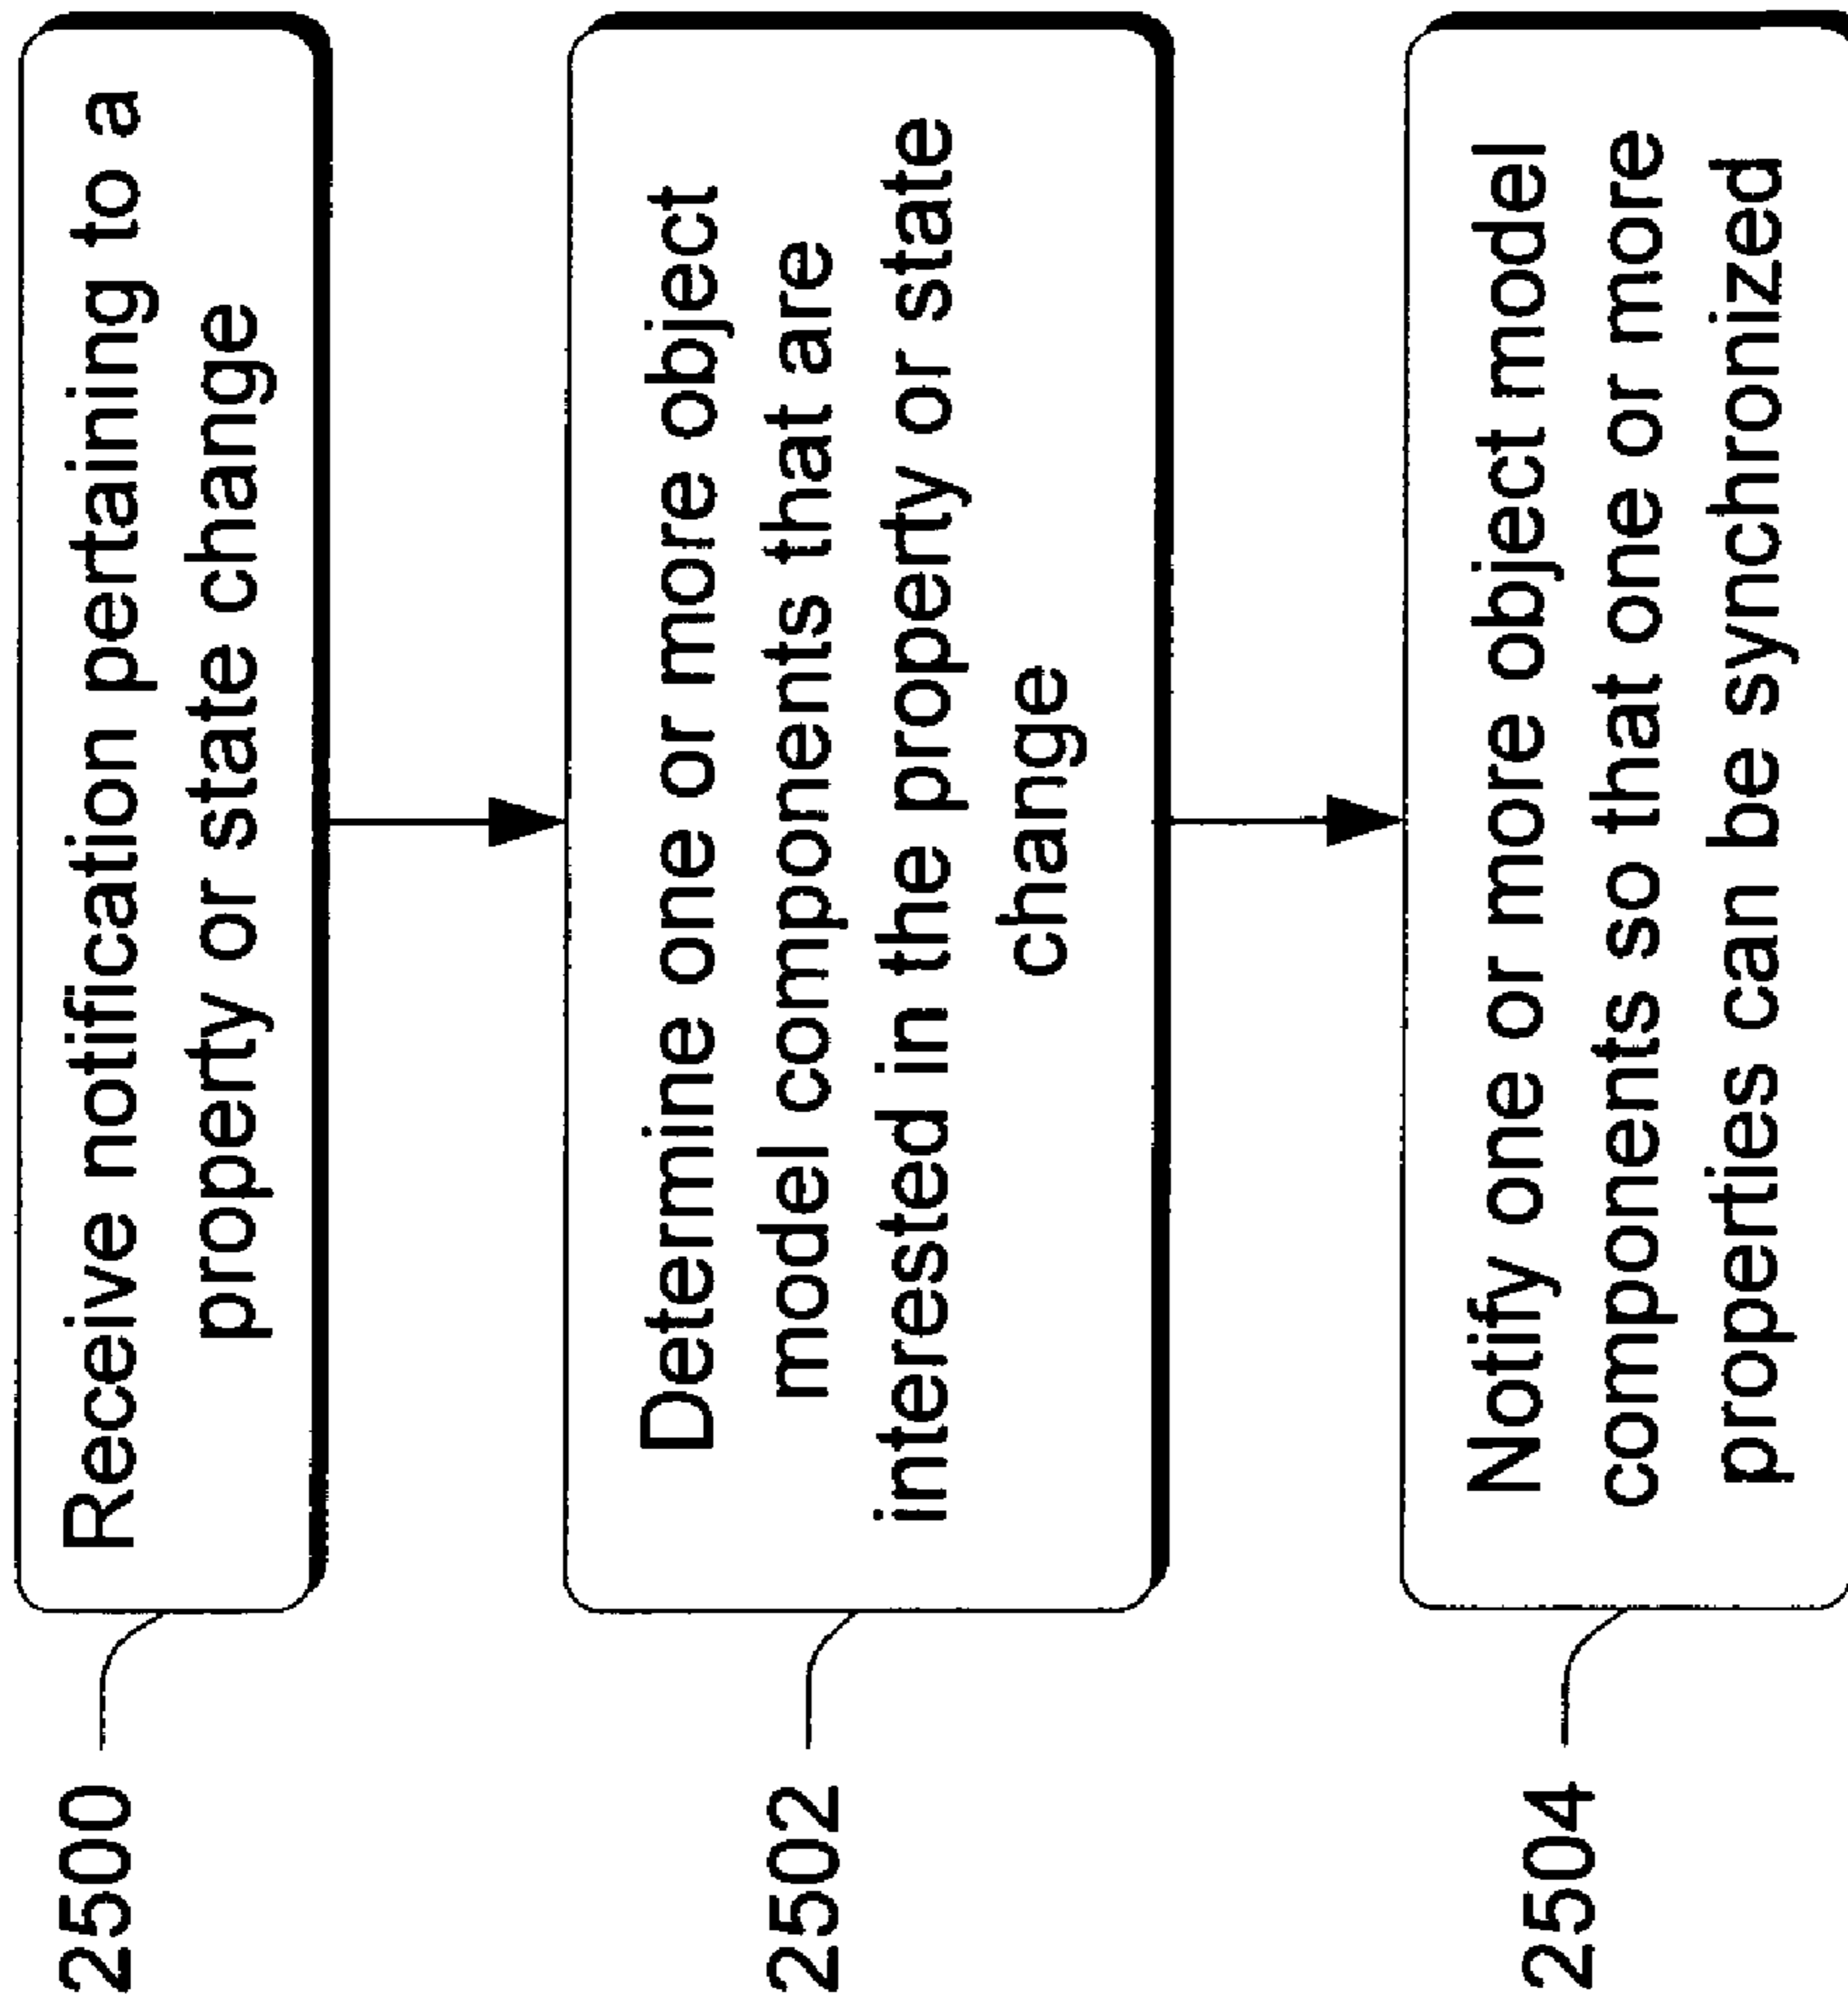 2500
Receive notification pertaining to a
property or state change
2502
Determine one or more object
model components that are
interested in the property or state
change
2504
Notify one or more object model
components so that one or more
properties can be synchronized